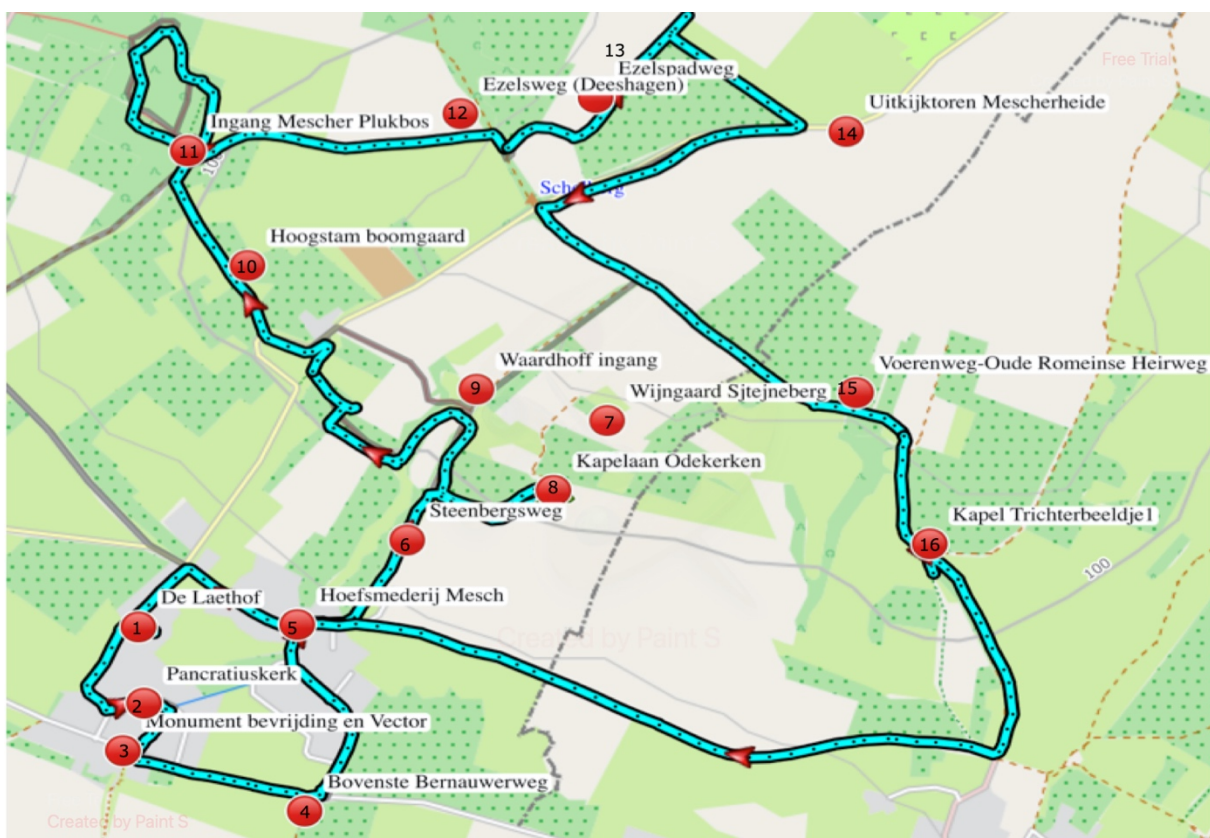 13
Ezelspadweg
Free Trial
12
Ezelsweg (Deeshagen)
Uitkijktoren Mescherheide
14
Ingang Mescher Plukbos
11
Hoogstam boomgaard
10
Waardhoff ingang
9
Voerenweg-Oude Romeinse Heirweg
15
Wijngaard Sjtejneberg
7
Kapelaan Odekerken
8
Steenbergsweg
6
Kapel Trichterbeeldje1
16
100
De Laethof
1
Hoefsmederij Mesch
5
Created by Paint S
Pancratiuskerk
2
Monument bevrijding en Vector
3
Bovenste Bernauwerweg
4
Created by Paint S